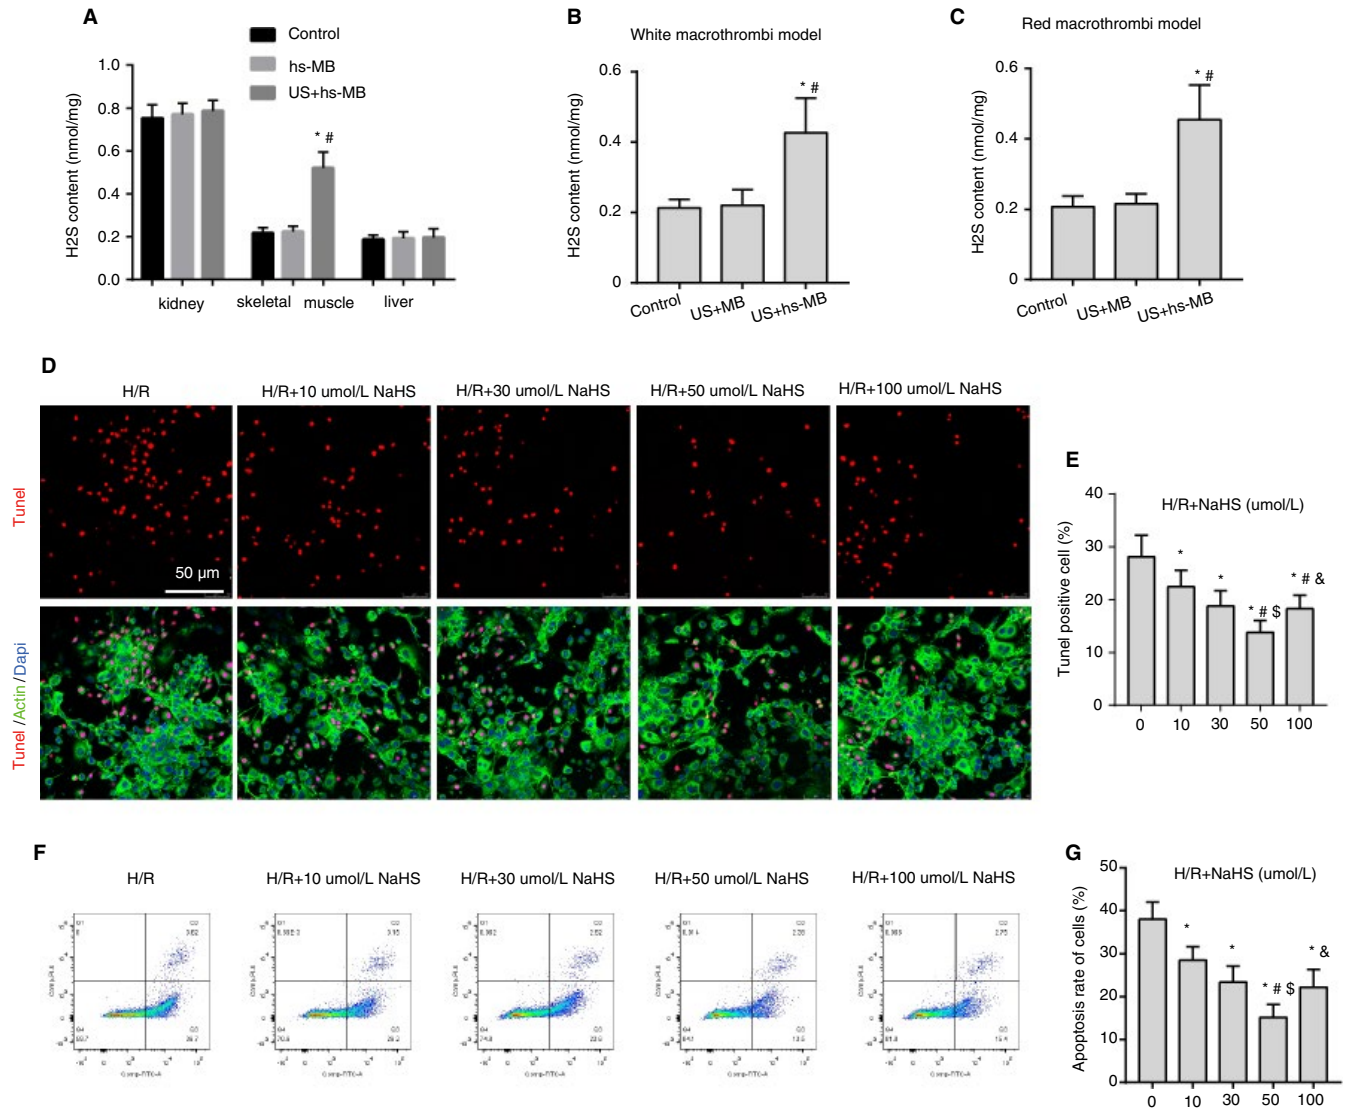 A
Control
hs-MB
US+hs-MB
H2S content (nmol/mg)
1.0
0.8
0.6
0.4
0.2
0.0
* #
kidney
skeletal muscle
liver
B
White macrothrombi model
H2S content (nmol/mg)
0.6
0.4
0.2
0
* #
Control
US+MB
US+hs-MB
C
Red macrothrombi model
H2S content (nmol/mg)
0.6
0.4
0.2
0
* #
Control
US+MB
US+hs-MB
D
H/R
H/R+10 umol/L NaHS
H/R+30 umol/L NaHS
H/R+50 umol/L NaHS
H/R+100 umol/L NaHS
Tunel
50 μm
Tunel/Actin/Dapi
E
H/R+NaHS (umol/L)
Tunel positive cell (%)
40
30
20
10
0
*
*
* # $
* # &
0 10 30 50 100
F
H/R
H/R+10 umol/L NaHS
H/R+30 umol/L NaHS
H/R+50 umol/L NaHS
H/R+100 umol/L NaHS
G
H/R+NaHS (umol/L)
Apoptosis rate of cells (%)
50
40
30
20
10
0
*
*
* # $
* &
0 10 30 50 100